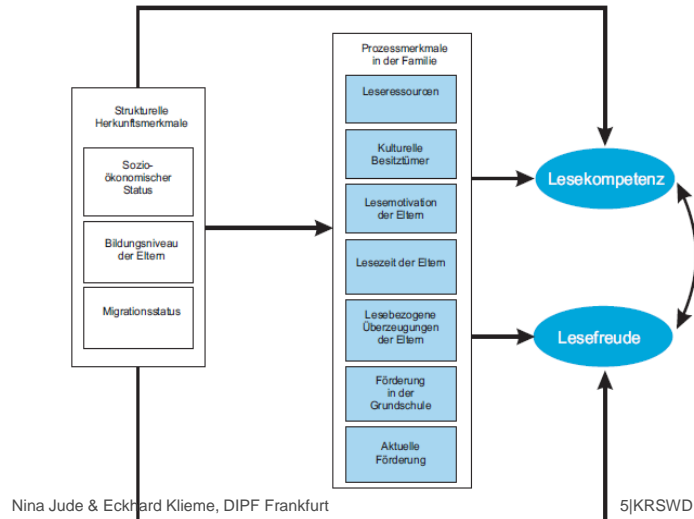 Strukturelle
Herkunftsmerkmale
Sozio-
ökonomischer
Status
Bildungsniveau
der Eltern
Migrationsstatus
Prozessmerkmale
in der Familie
Leseressourcen
Kulturelle
Besitztümer
Lesemotivation
der Eltern
Lesezeit der Eltern
Lesebezogene
Überzeugungen
der Eltern
Förderung
in der
Grundschule
Aktuelle
Förderung
Lesekompetenz
Lesefreude
Nina Jude & Eckhard Klieme, DIPF Frankfurt
5|KRSWD